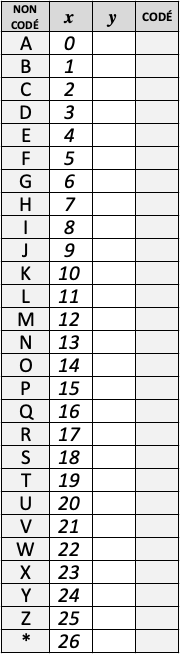 NON CODÉ x y CODÉ
A 0
B 1
C 2
D 3
E 4
F 5
G 6
H 7
I 8
J 9
K 10
L 11
M 12
N 13
O 14
P 15
Q 16
R 17
S 18
T 19
U 20
V 21
W 22
X 23
Y 24
Z 25
* 26